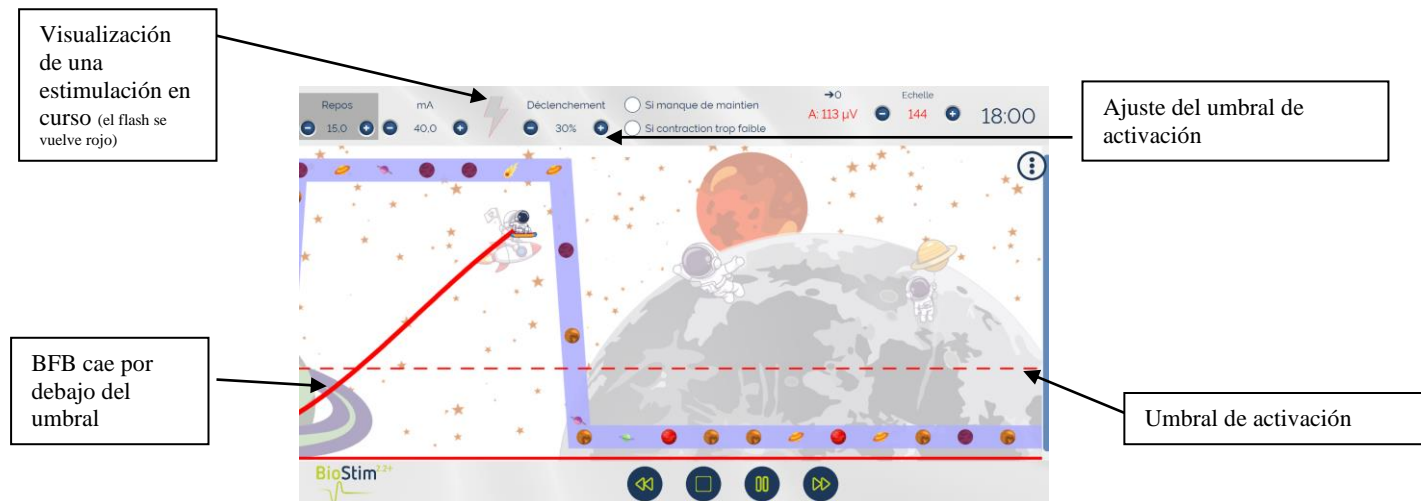 Visualización
de una
estimulación en
curso (el flash se
vuelve rojo)
Repos
15,0
mA
40,0
Déclenchement
30%
Si manque de maintien
Si contraction trop faible
→0
A: 113 µV
Echelle
144
18:00
Ajuste del umbral de
activación
BFB cae por
debajo del
umbral
Umbral de activación
BioStim 2.2+